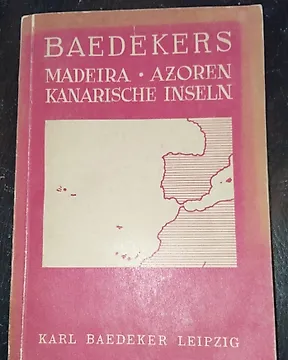 BAEDEKERS
MADEIRA · AZOREN
KANARISCHE INSELN
KARL BAEDEKER LEIPZIG